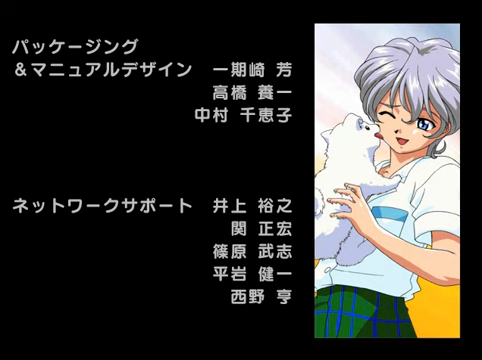 パッケージング
＆マニュアルデザイン　一期崎 芳
高橋 養一
中村 千恵子
ネットワークサポート　井上 裕之
関 正宏
篠原 武志
平岩 健一
西野 亨